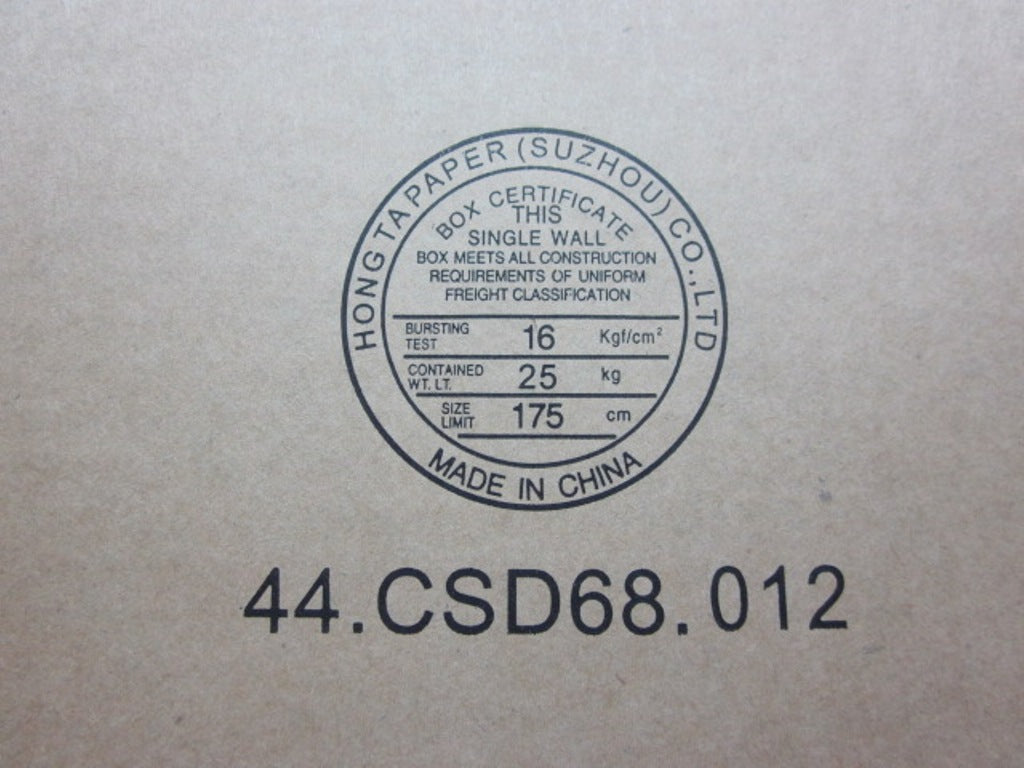 HONG TA PAPER (SUZHOU) CO.,LTD
BOX CERTIFICATE
THIS
SINGLE WALL
BOX MEETS ALL CONSTRUCTION
REQUIREMENTS OF UNIFORM
FREIGHT CLASSIFICATION
BURSTING TEST 16 Kgf/cm²
CONTAINED WT. LT. 25 kg
SIZE LIMIT 175 cm
MADE IN CHINA
44.CSD68.012